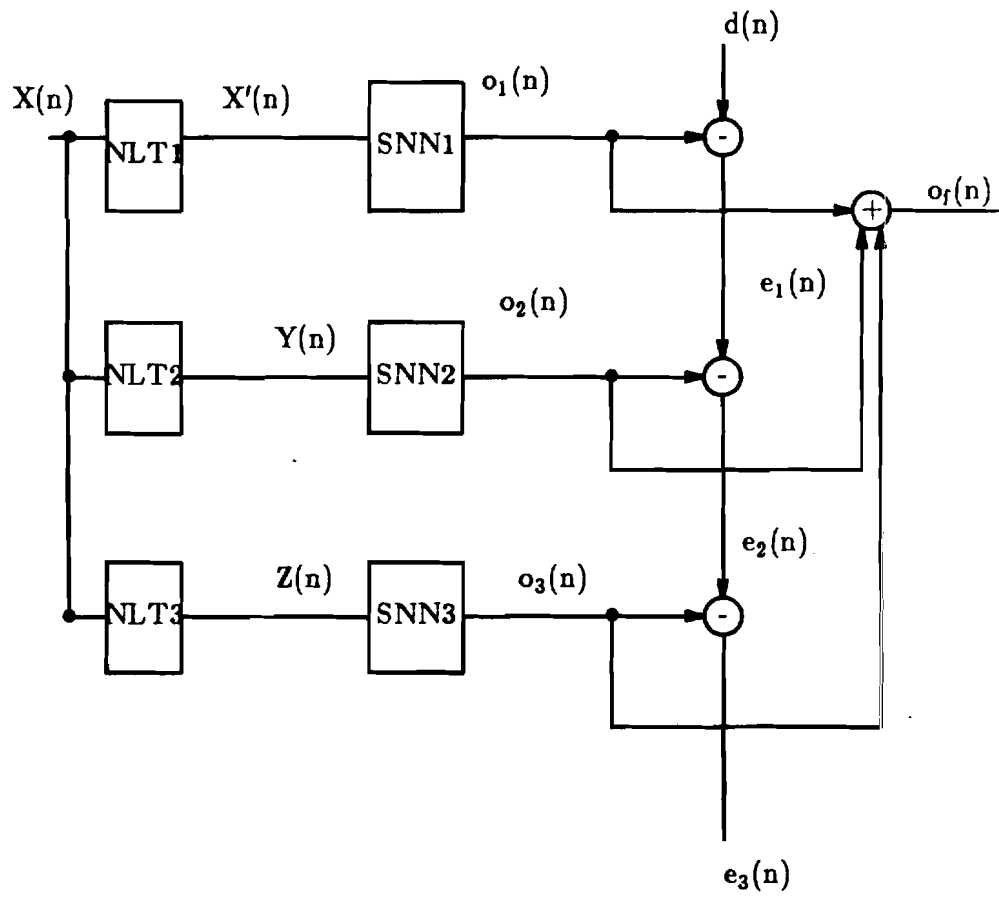 d(n)
X(n)
X'(n)
o₁(n)
NLT1
SNN1
-
+
o_f(n)
e₁(n)
o₂(n)
Y(n)
NLT2
SNN2
-
e₂(n)
Z(n)
o₃(n)
NLT3
SNN3
-
e₃(n)